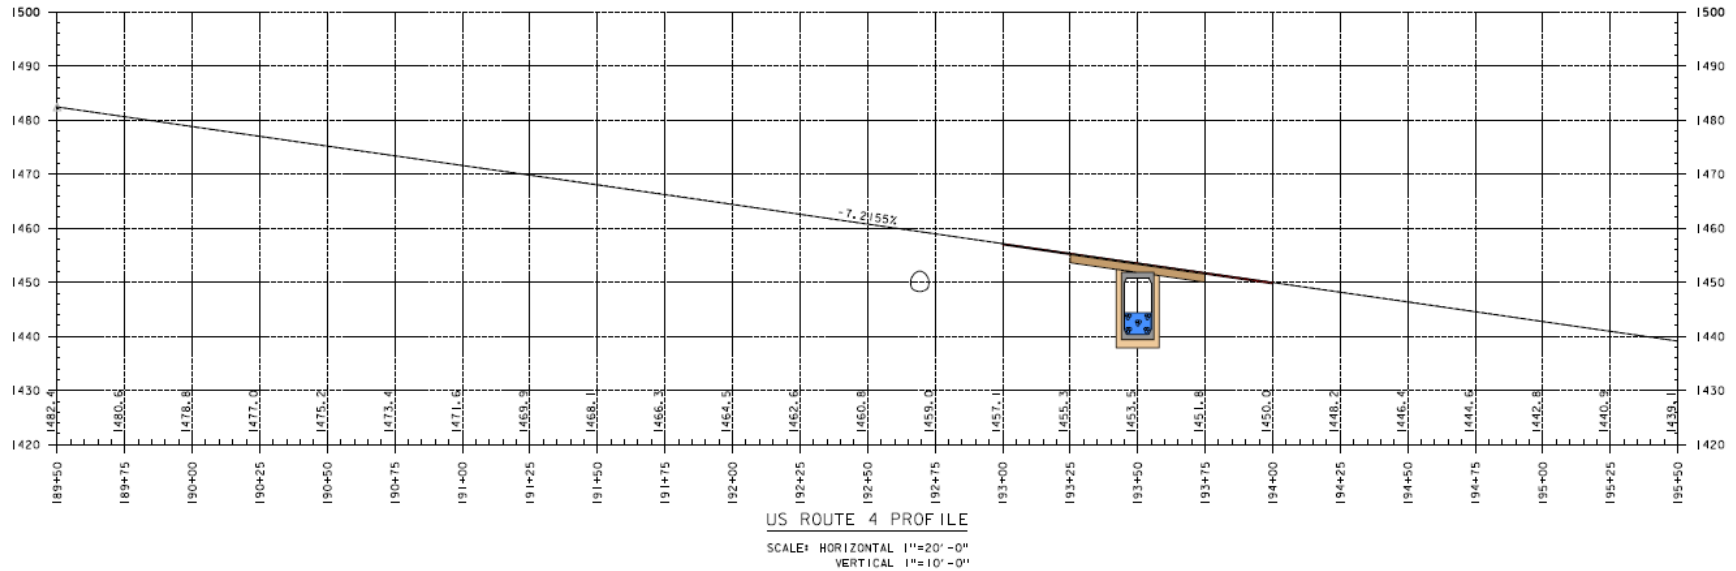 1500 1500
1490 1490
1480 1480
1470 1470
-7.2155%
1460 1460
1450 1450
1440 1440
1430 1430
1482.4 1480.6 1478.8 1477.0 1475.2 1473.4 1471.6 1469.9 1468.1 1466.3 1464.5 1462.6 1460.8 1459.0 1457.1 1455.3 1453.5 1451.8 1450.0 1448.2 1446.4 1444.6 1442.8 1440.9 1439.1
1420 1420
189+50 189+75 190+00 190+25 190+50 190+75 191+00 191+25 191+50 191+75 192+00 192+25 192+50 192+75 193+00 193+25 193+50 193+75 194+00 194+25 194+50 194+75 195+00 195+25 195+50
US ROUTE 4 PROFILE
SCALE: HORIZONTAL 1"=20'-0"
VERTICAL 1"=10'-0"